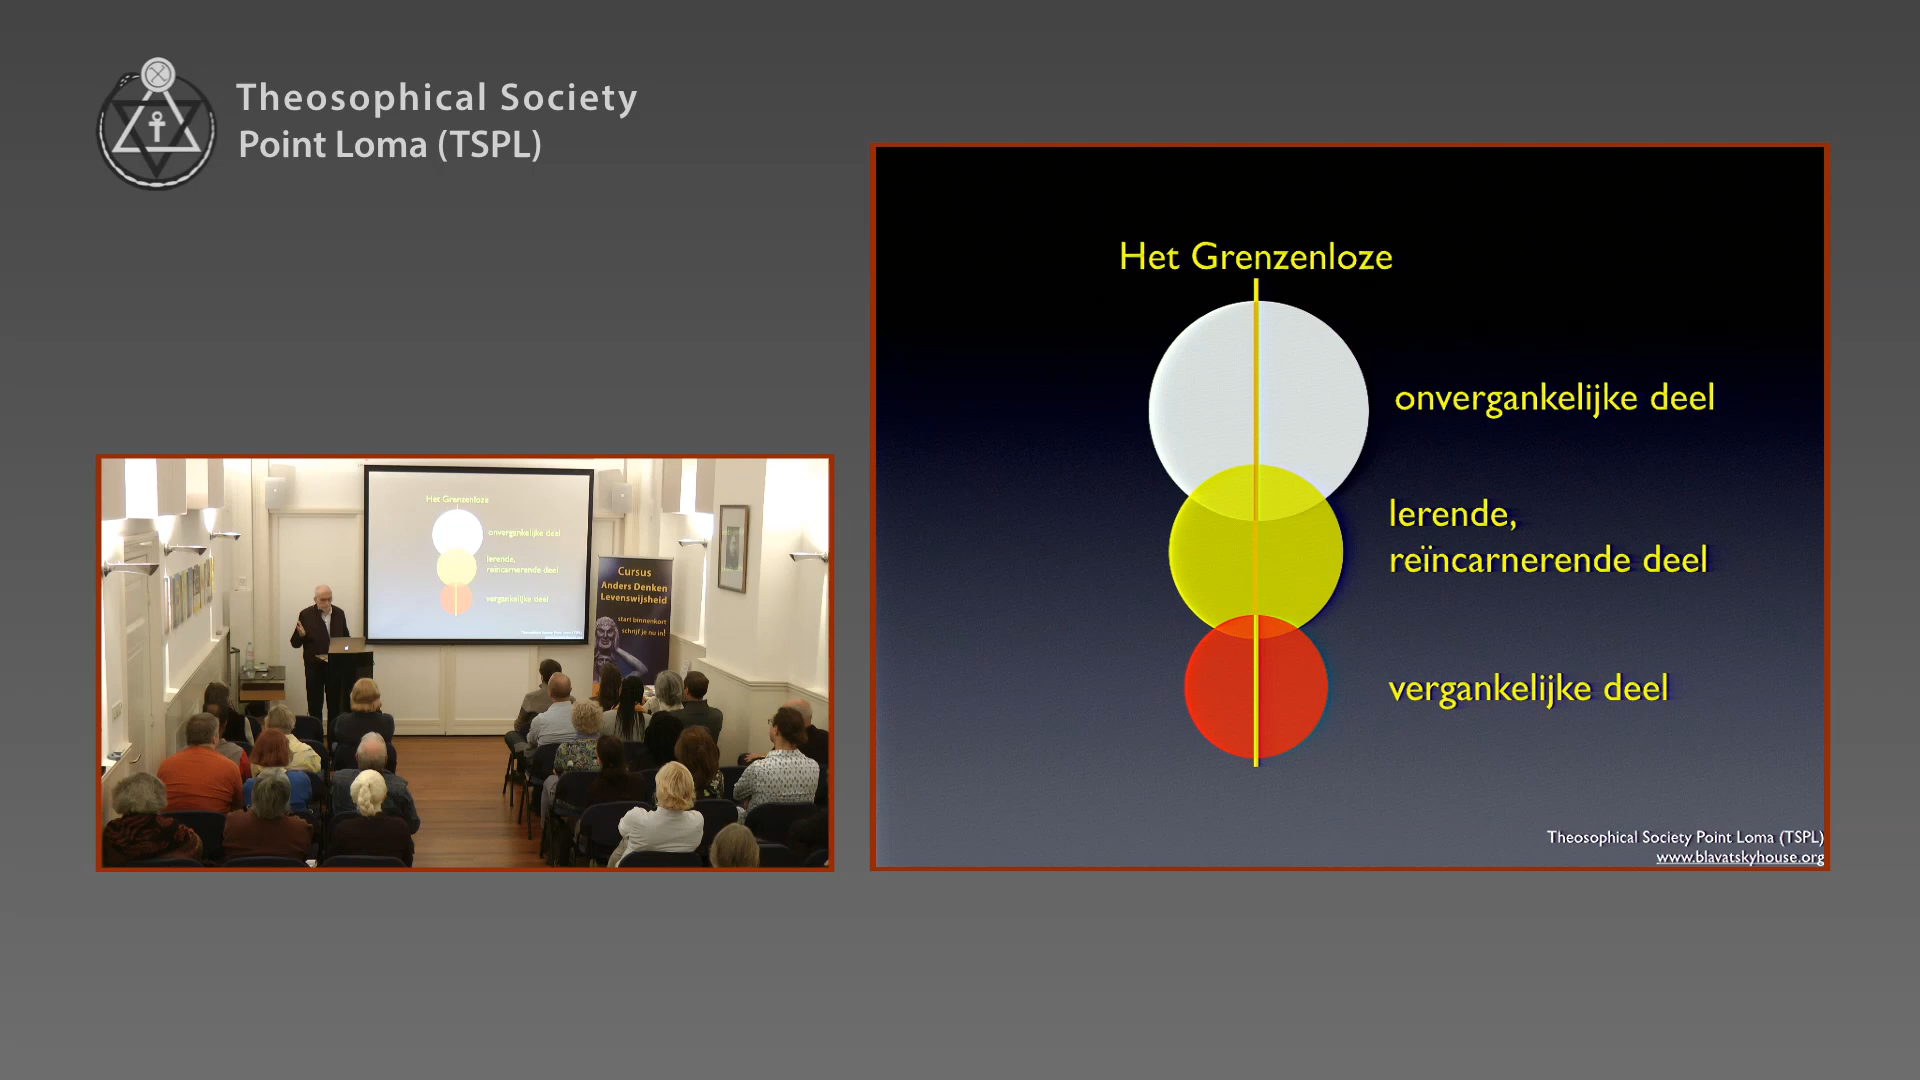 Theosophical Society
Point Loma (TSPL)
Het Grenzenloze
onvergankelijke deel
lerende,
reïncarnerende deel
vergankelijke deel
Theosophical Society Point Loma (TSPL)
www.blavatskyhouse.org
Het Grenzenloze
onvergankelijke deel
lerende,
reïncarnerende deel
vergankelijke deel
Cursus
Anders Denken
Levenswijsheid
start binnenkort
schrijf je nu in!